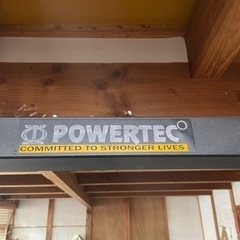 POWERTEC
COMMITTED TO STRONGER LIVES